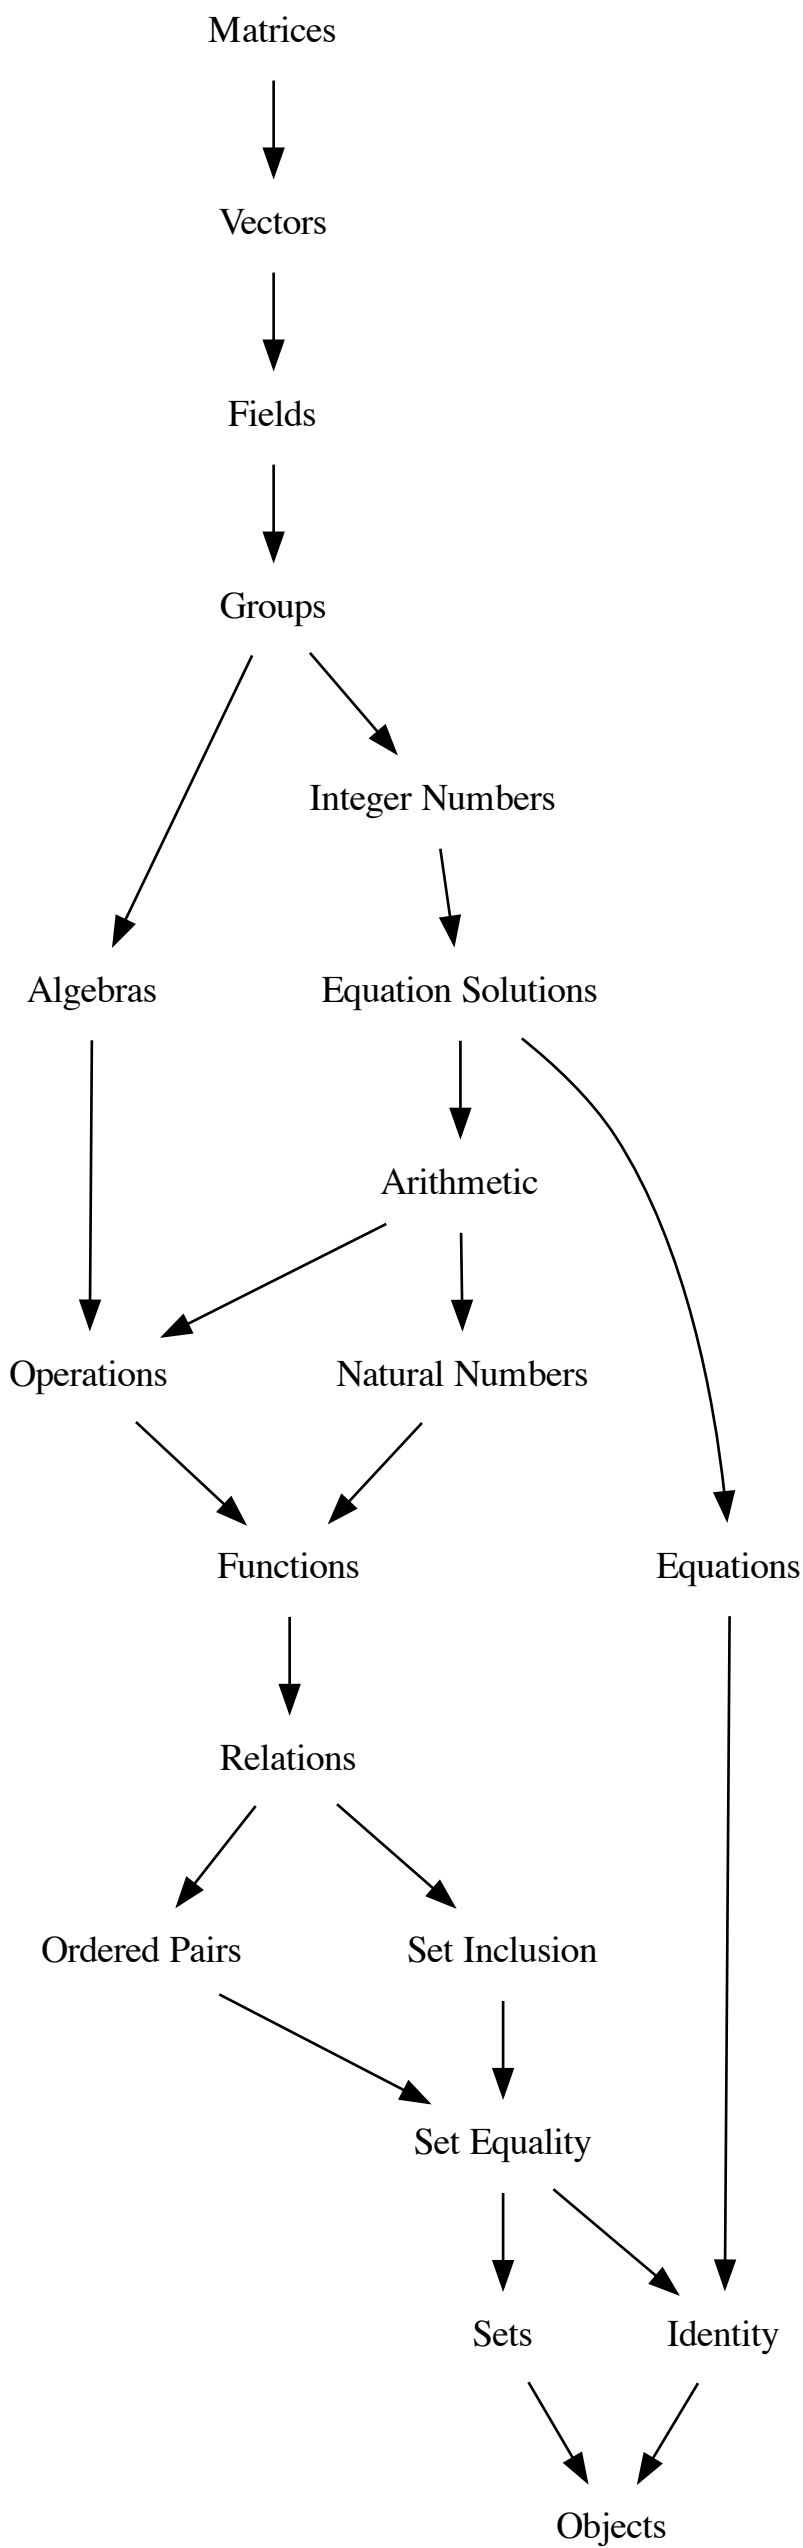 Matrices
Vectors
Fields
Groups
Integer Numbers
Algebras
Equation Solutions
Arithmetic
Operations
Natural Numbers
Functions
Equations
Relations
Ordered Pairs
Set Inclusion
Set Equality
Sets
Identity
Objects